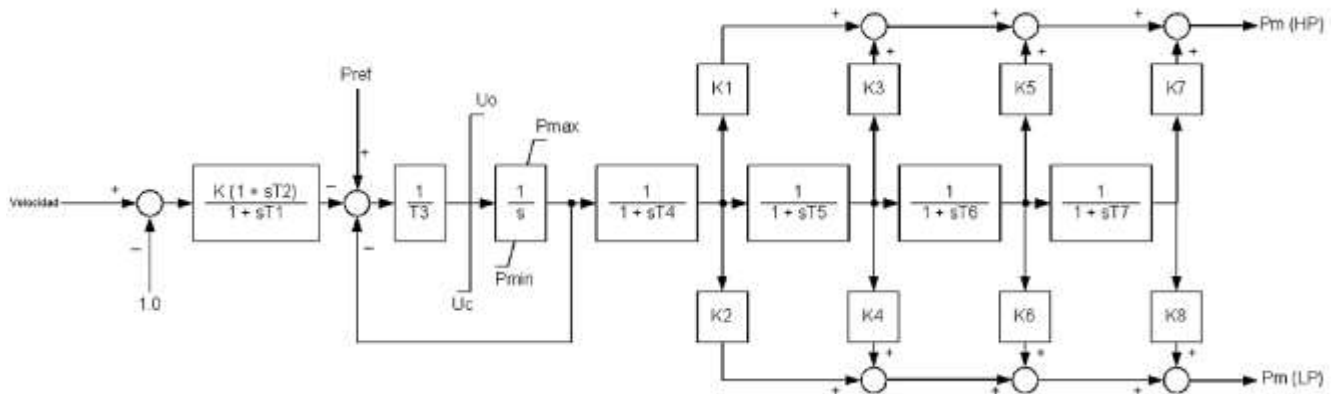 Pm (HP)
K1
K3
K5
K7
Pref
Uo
Pmax
Velocidad
K (1 + sT2)
1 + sT1
1
T3
1
s
1
1 + sT4
1
1 + sT5
1
1 + sT6
1
1 + sT7
Pmin
Uc
1.0
K2
K4
K6
K8
Pm (LP)